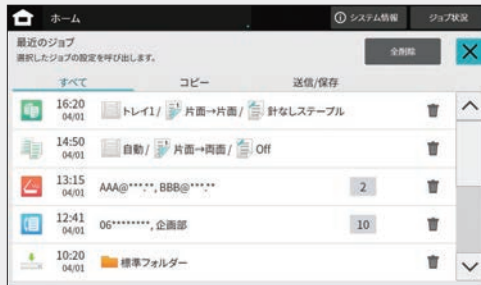 ホーム
システム情報
ジョブ状況
最近のジョブ
選択したジョブの設定を呼び出します。
全削除
すべて
コピー
送信/保存
16:20
04/01
トレイ1/ 片面→片面/ 針なしステープル
14:50
04/01
自動/ 片面→両面/ Off
13:15
04/01
AAA@***.**, BBB@***.**
2
12:41
04/01
06********, 企画部
10
10:20
04/01
標準フォルダー